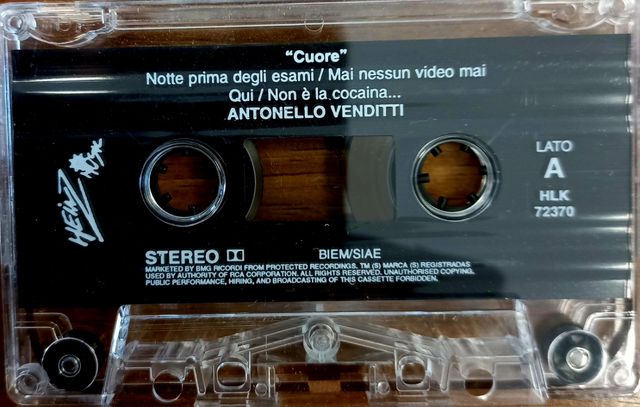 “Cuore”
Notte prima degli esami / Mai nessun video mai
Qui / Non è la cocaina...
ANTONELLO VENDITTI
HEINZ MUSIC
LATO
A
HLK
72370
STEREO
BIEM/SIAE
MARKETED BY BMG RICORDI FROM PROTECTED RECORDINGS. TM (S) MARCA (S) REGISTRADAS
USED BY AUTHORITY OF RCA CORPORATION. ALL RIGHTS RESERVED. UNAUTHORISED COPYING,
PUBLIC PERFORMANCE, HIRING, AND BROADCASTING OF THIS CASSETTE FORBIDDEN.